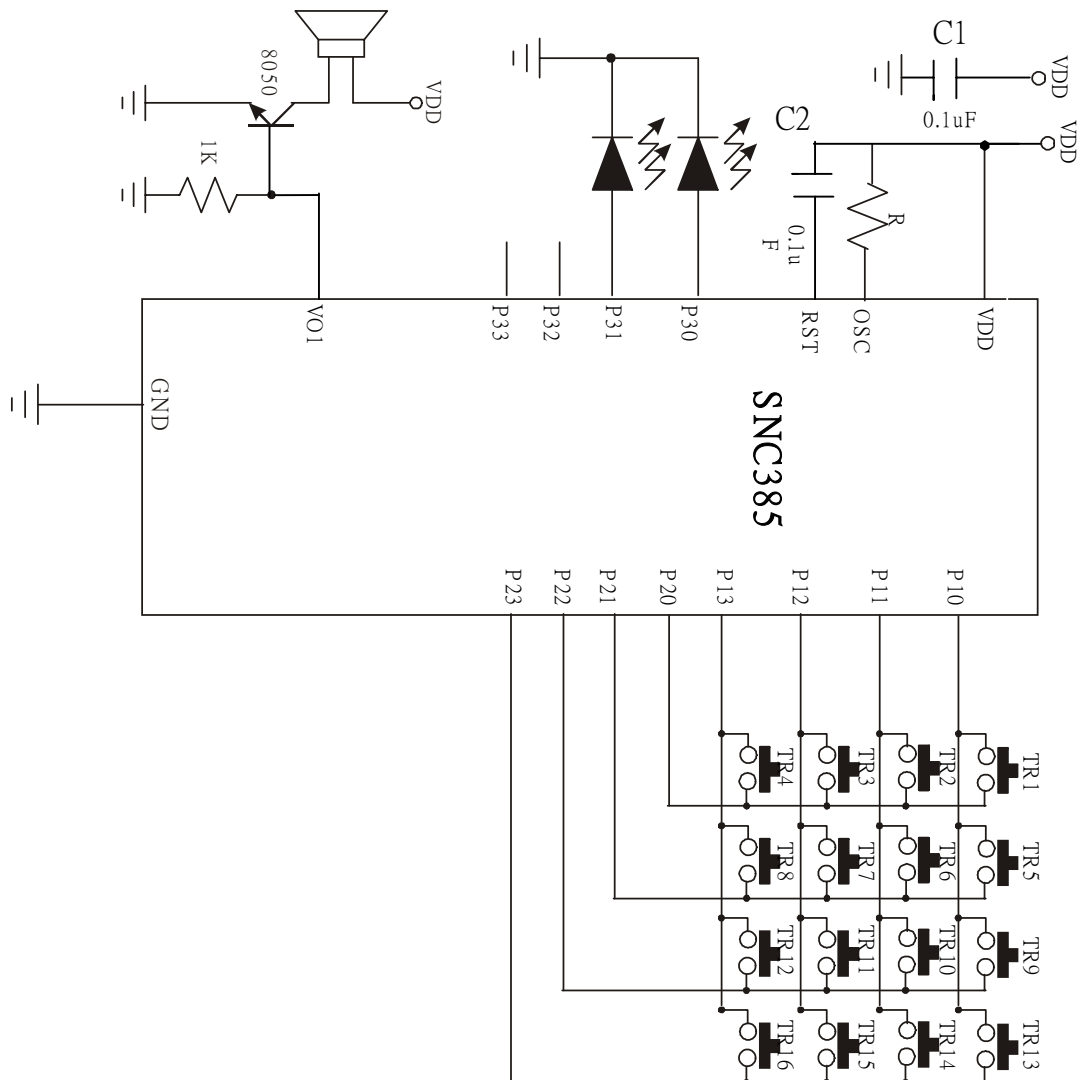 C1
VDD
0.1uF
VDD
C2
8050
VDD
1K
R
0.1u
F
VO1
P33
P32
P31
P30
RST
OSC
VDD
GND
SNC385
P23
P22
P21
P20
P13
P12
P11
P10
TR4
TR3
TR2
TR1
TR8
TR7
TR6
TR5
TR12
TR11
TR10
TR9
TR16
TR15
TR14
TR13